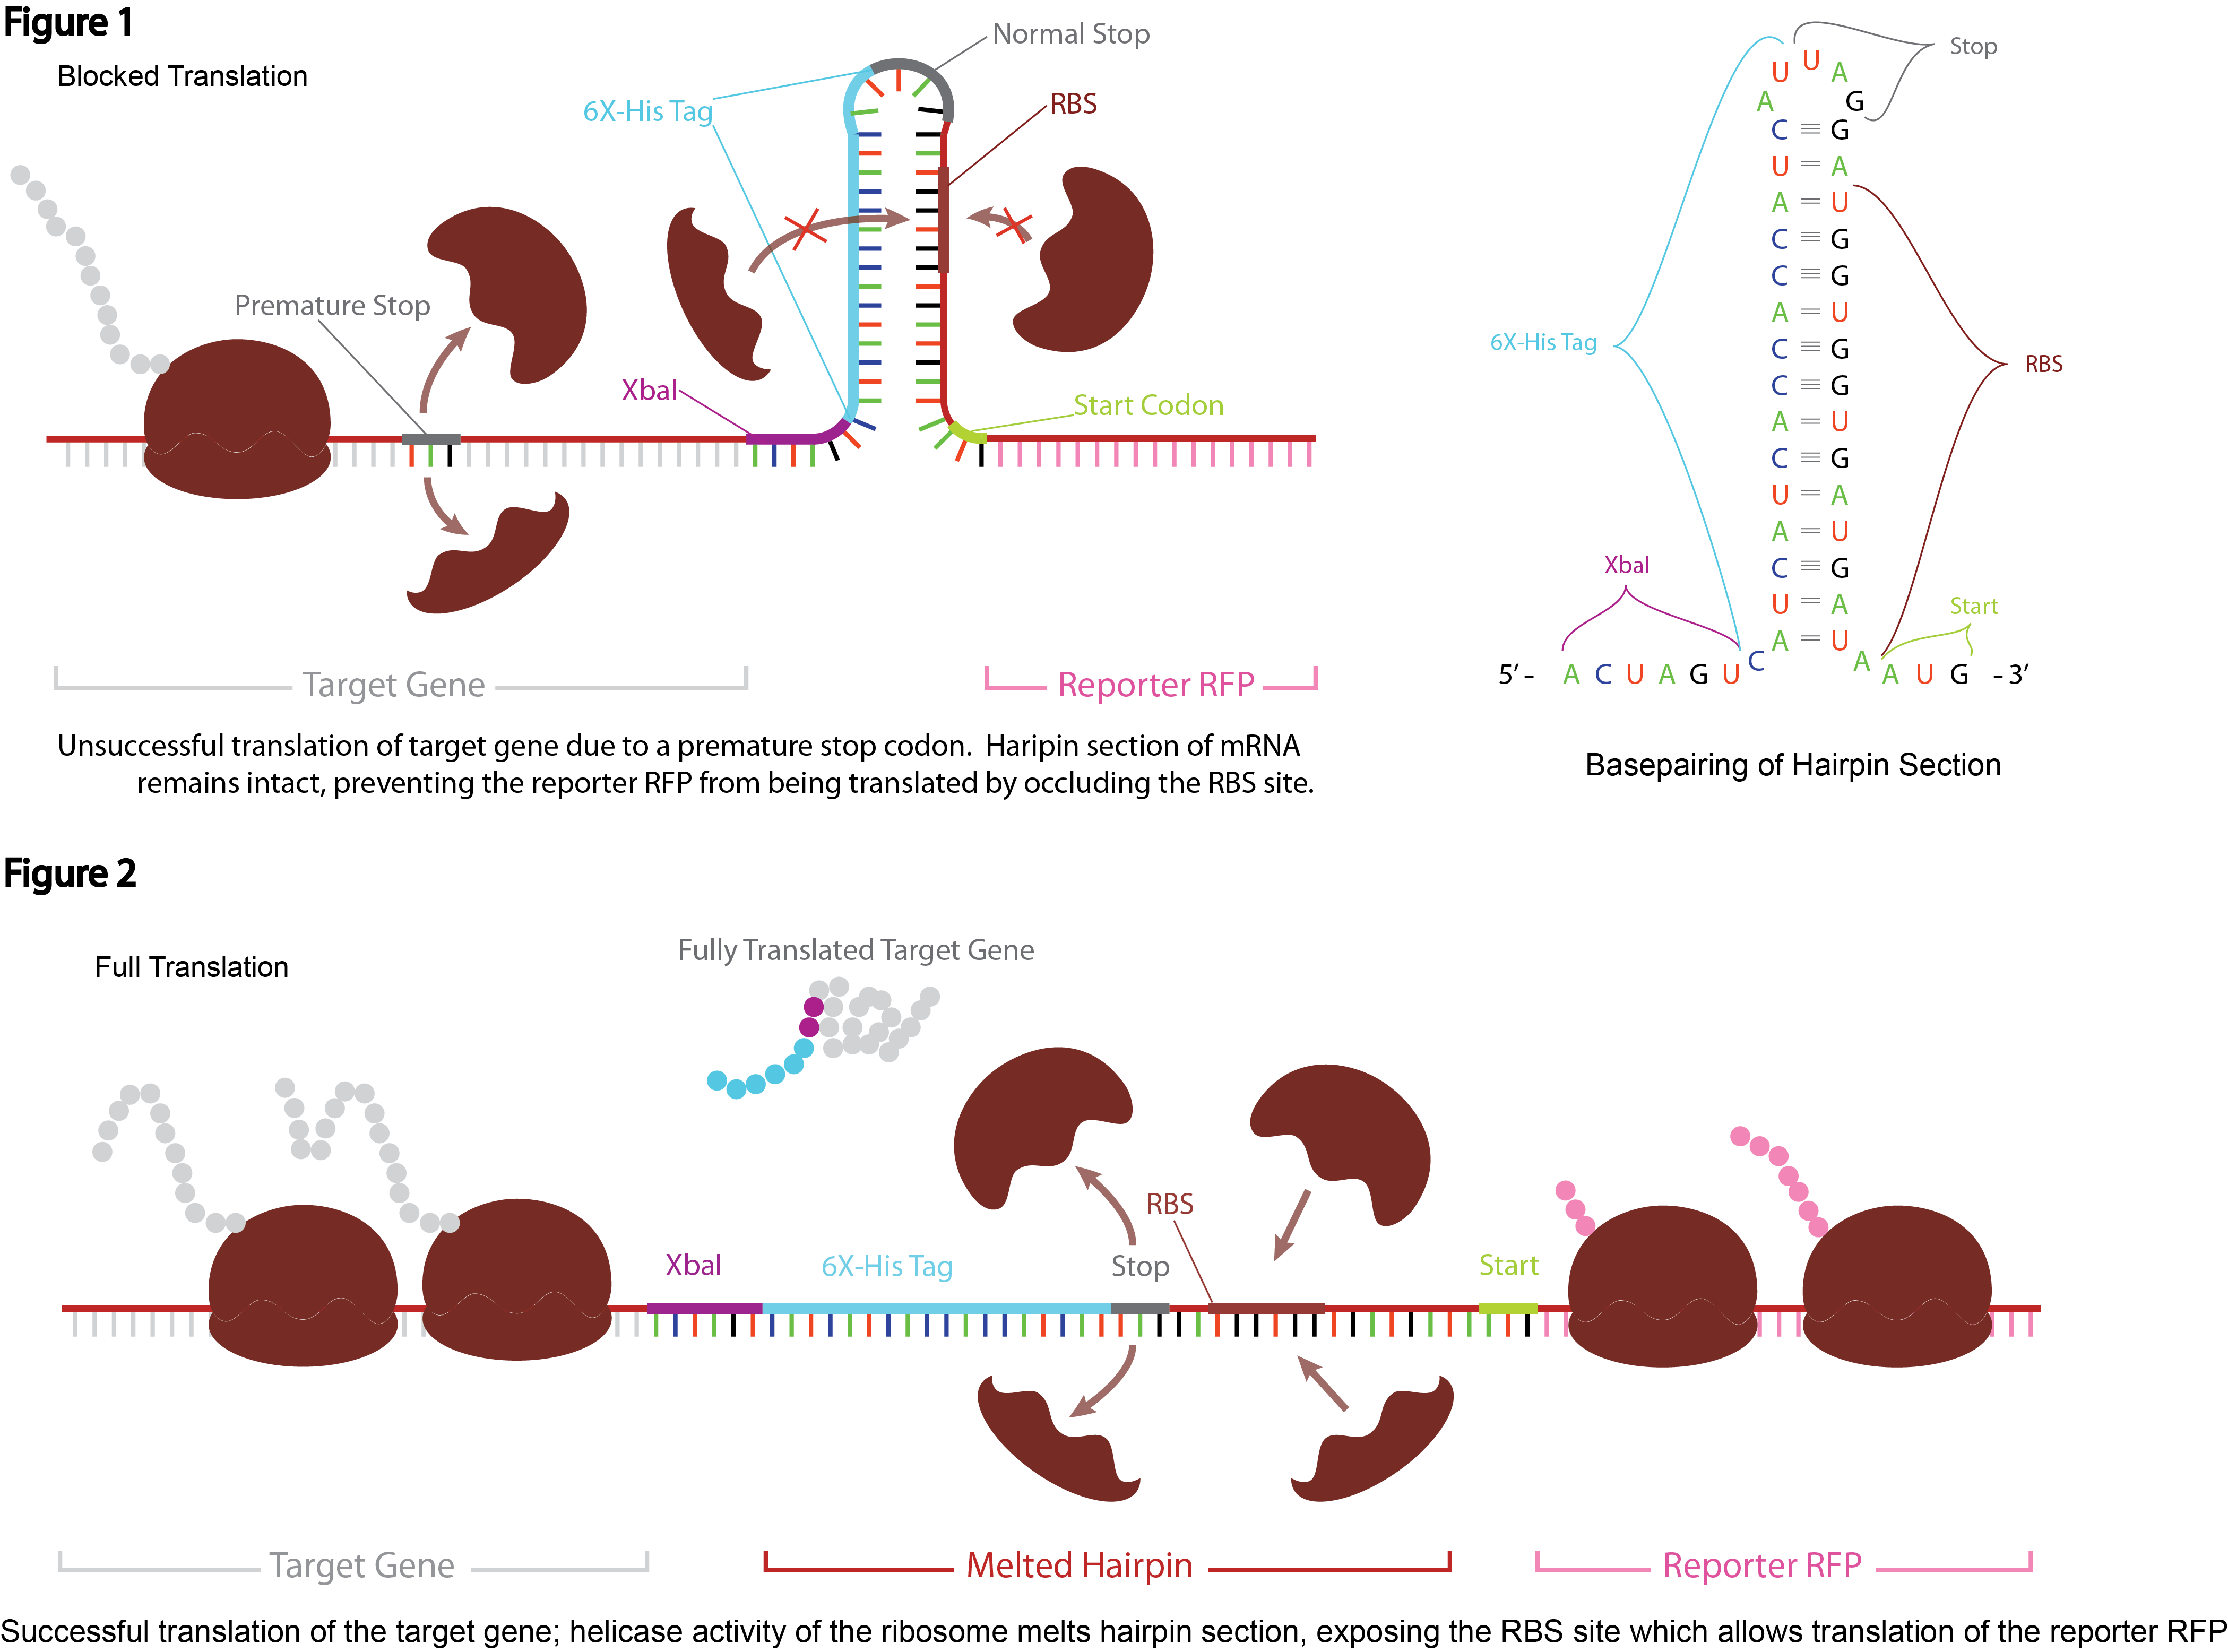 Figure 1
Blocked Translation
Normal Stop
6X-His Tag
RBS
Premature Stop
XbaI
Start Codon
Target Gene
Reporter RFP
Unsuccessful translation of target gene due to a premature stop codon. Haripin section of mRNA
remains intact, preventing the reporter RFP from being translated by occluding the RBS site.
Stop
U U A
A G
C G
U A
A U
C G
C G
A U
C G
C G
A U
C G
U A
A U
C G
U A
A U
6X-His Tag
RBS
XbaI
Start
5’- A C U A G U C A A U G -3’
Basepairing of Hairpin Section
Figure 2
Full Translation
Fully Translated Target Gene
RBS
XbaI
6X-His Tag
Stop
Start
Target Gene
Melted Hairpin
Reporter RFP
Successful translation of the target gene; helicase activity of the ribosome melts hairpin section, exposing the RBS site which allows translation of the reporter RFP